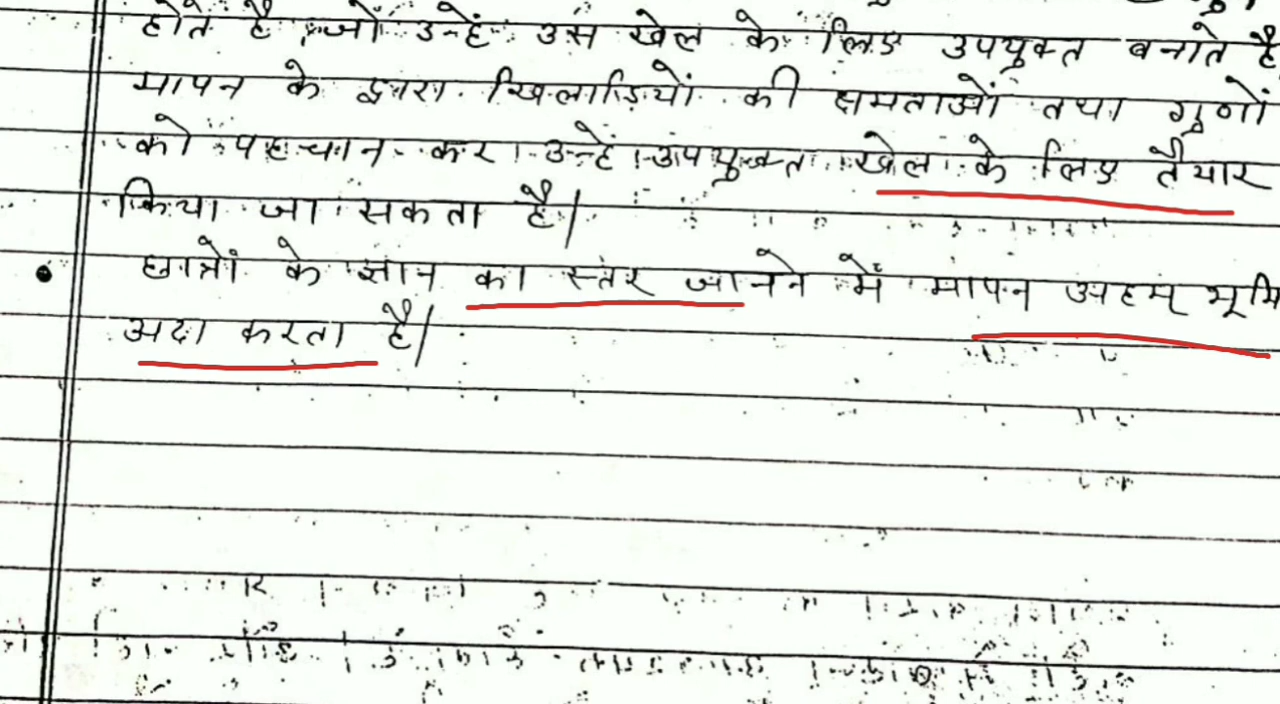 होते है, जो उन्हें उस खेल के लिए उपयुक्त बनाते है
मापन के द्वारा खिलाड़ियों की क्षमताओं तथा गुणों
को पहचान कर उन्हें उपयुक्त खेल के लिए तैयार
किया जा सकता है।
• छात्रों के ज्ञान का स्तर जानने में मापन अहम् भूमि
अदा करता है।